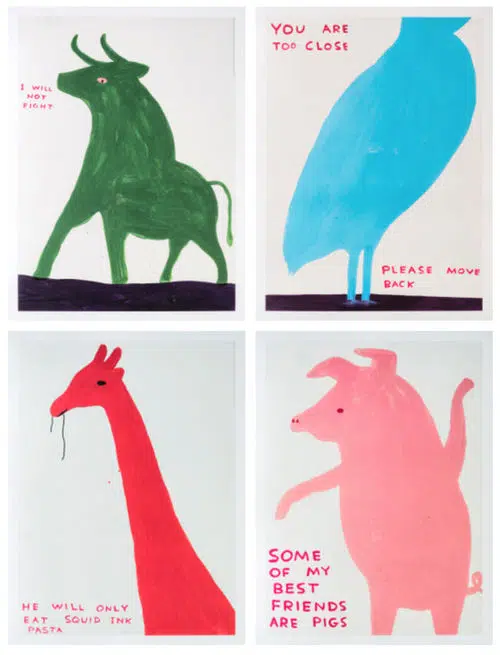 I WILL
NOT
FIGHT
YOU ARE
TOO CLOSE
PLEASE MOVE
BACK
HE WILL ONLY
EAT SQUID INK
PASTA
SOME
OF MY
BEST
FRIENDS
ARE PIGS